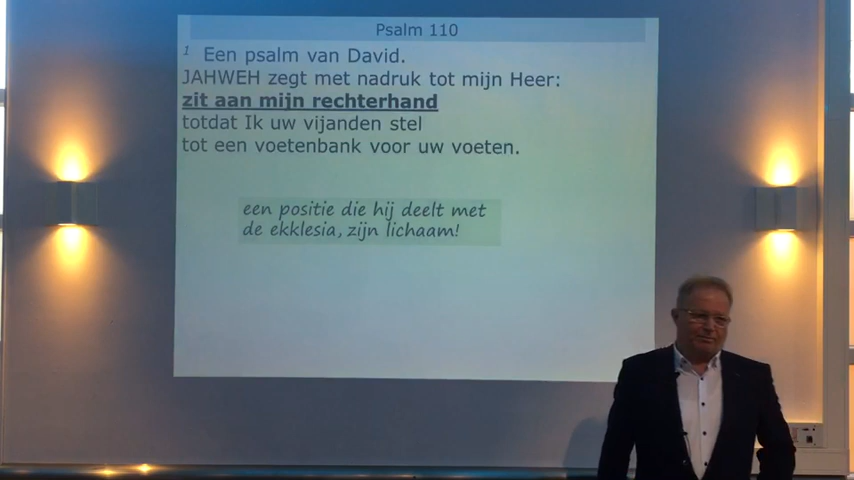 Psalm 110
1 Een psalm van David.
JAHWEH zegt met nadruk tot mijn Heer:
zit aan mijn rechterhand
totdat Ik uw vijanden stel
tot een voetenbank voor uw voeten.
een positie die hij deelt met
de ekklesia, zijn lichaam!